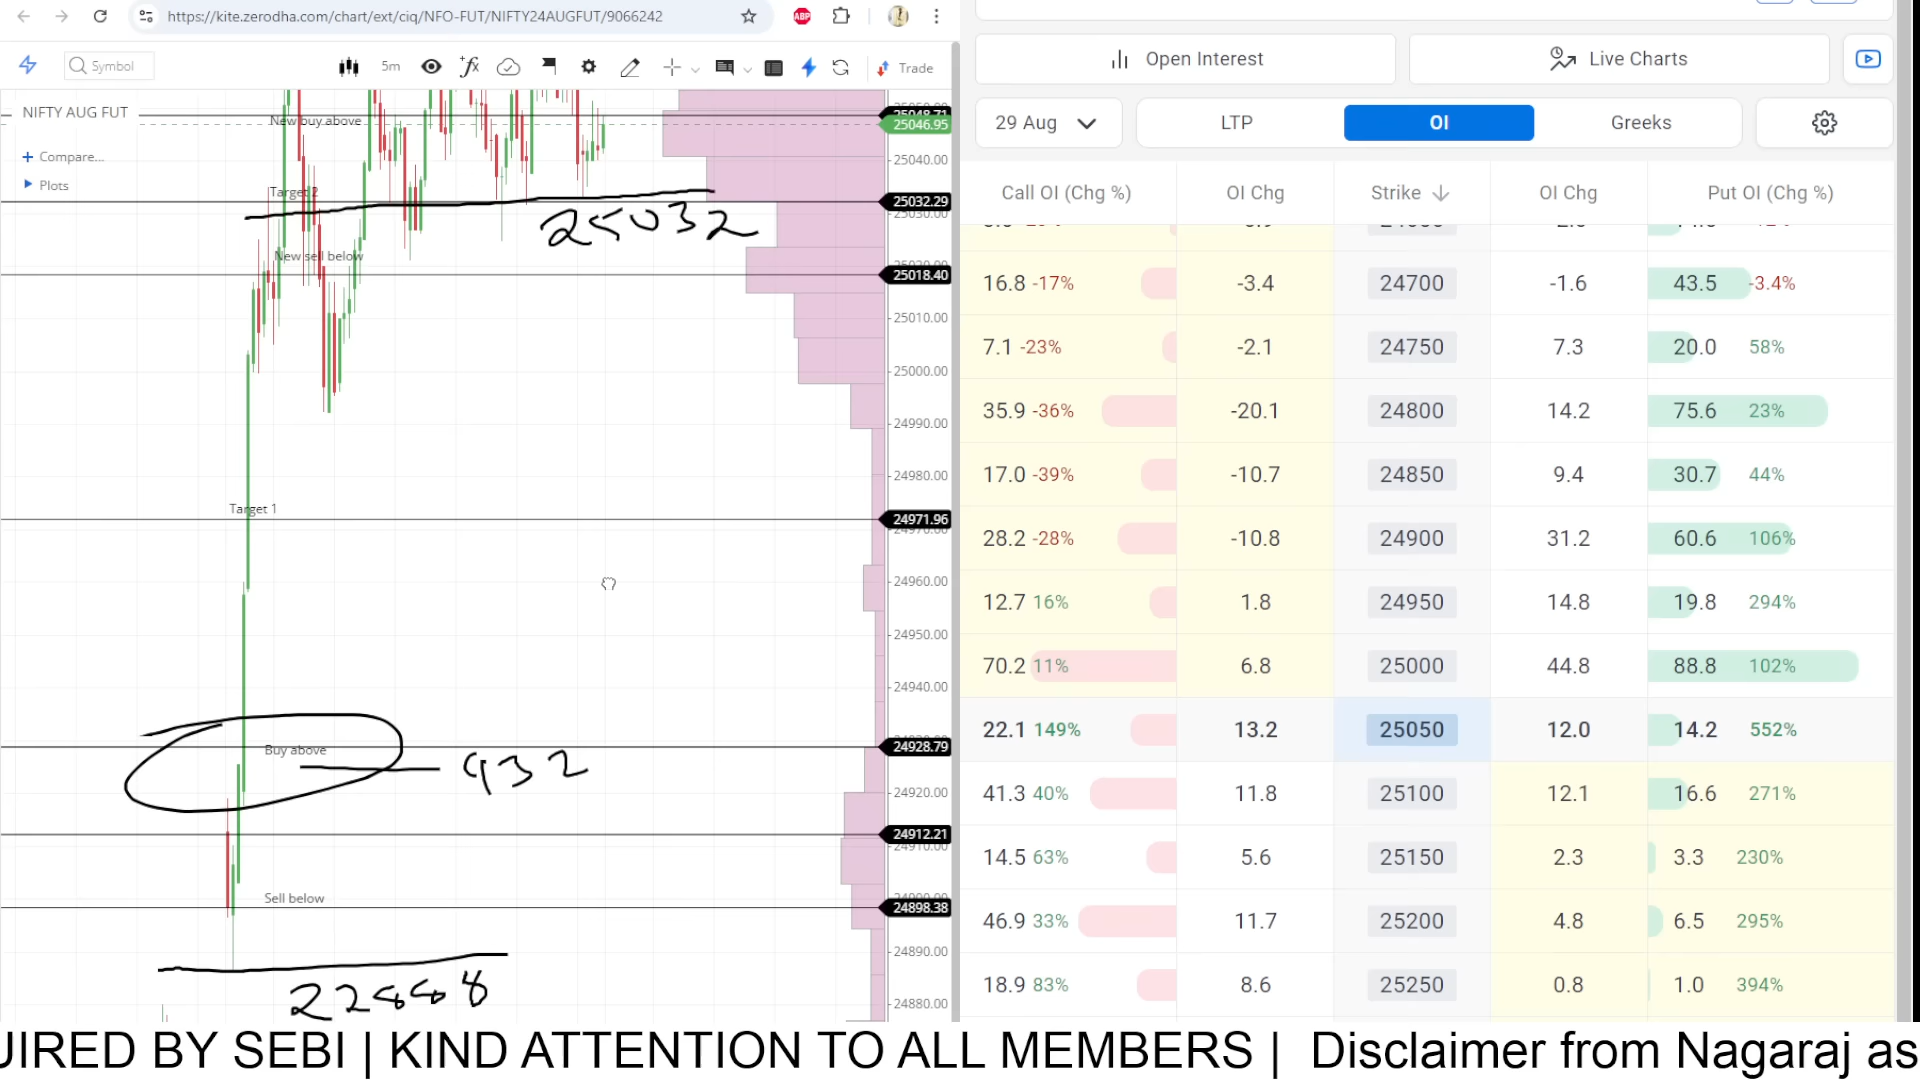 https://kite.zerodha.com/chart/ext/ciq/NFO-FUT/NIFTY24AUGFUT/9066242
ABP
Symbol
5m
Trade
NIFTY AUG FUT
Compare...
Plots
New buy above
Target 2
25032
New sell below
Target 1
Buy above
932
Sell below
25046.95
25040.00
25032.29
25030.00
25018.40
25010.00
25000.00
24990.00
24980.00
24971.96
24960.00
24950.00
24940.00
24928.79
24920.00
24912.21
24910.00
24898.38
24890.00
24880.00
Open Interest
Live Charts
29 Aug
LTP
OI
Greeks
Call OI (Chg %) OI Chg Strike OI Chg Put OI (Chg %)
16.8 -17% -3.4 24700 -1.6 43.5 -3.4%
7.1 -23% -2.1 24750 7.3 20.0 58%
35.9 -36% -20.1 24800 14.2 75.6 23%
17.0 -39% -10.7 24850 9.4 30.7 44%
28.2 -28% -10.8 24900 31.2 60.6 106%
12.7 16% 1.8 24950 14.8 19.8 294%
70.2 11% 6.8 25000 44.8 88.8 102%
22.1 149% 13.2 25050 12.0 14.2 552%
41.3 40% 11.8 25100 12.1 16.6 271%
14.5 63% 5.6 25150 2.3 3.3 230%
46.9 33% 11.7 25200 4.8 6.5 295%
18.9 83% 8.6 25250 0.8 1.0 394%
UIRED BY SEBI | KIND ATTENTION TO ALL MEMBERS | Disclaimer from Nagaraj as